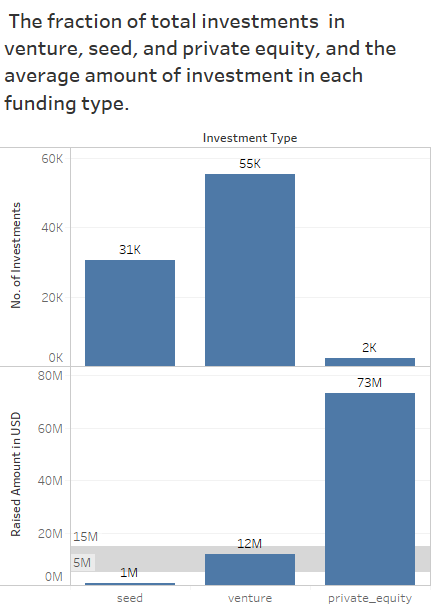 The fraction of total investments in
venture, seed, and private equity, and the
average amount of investment in each
funding type.
Investment Type
No. of Investments
60K
40K
20K
0K
31K
55K
2K
Raised Amount in USD
80M
60M
40M
20M
0M
15M
5M
1M
12M
73M
seed
venture
private_equity